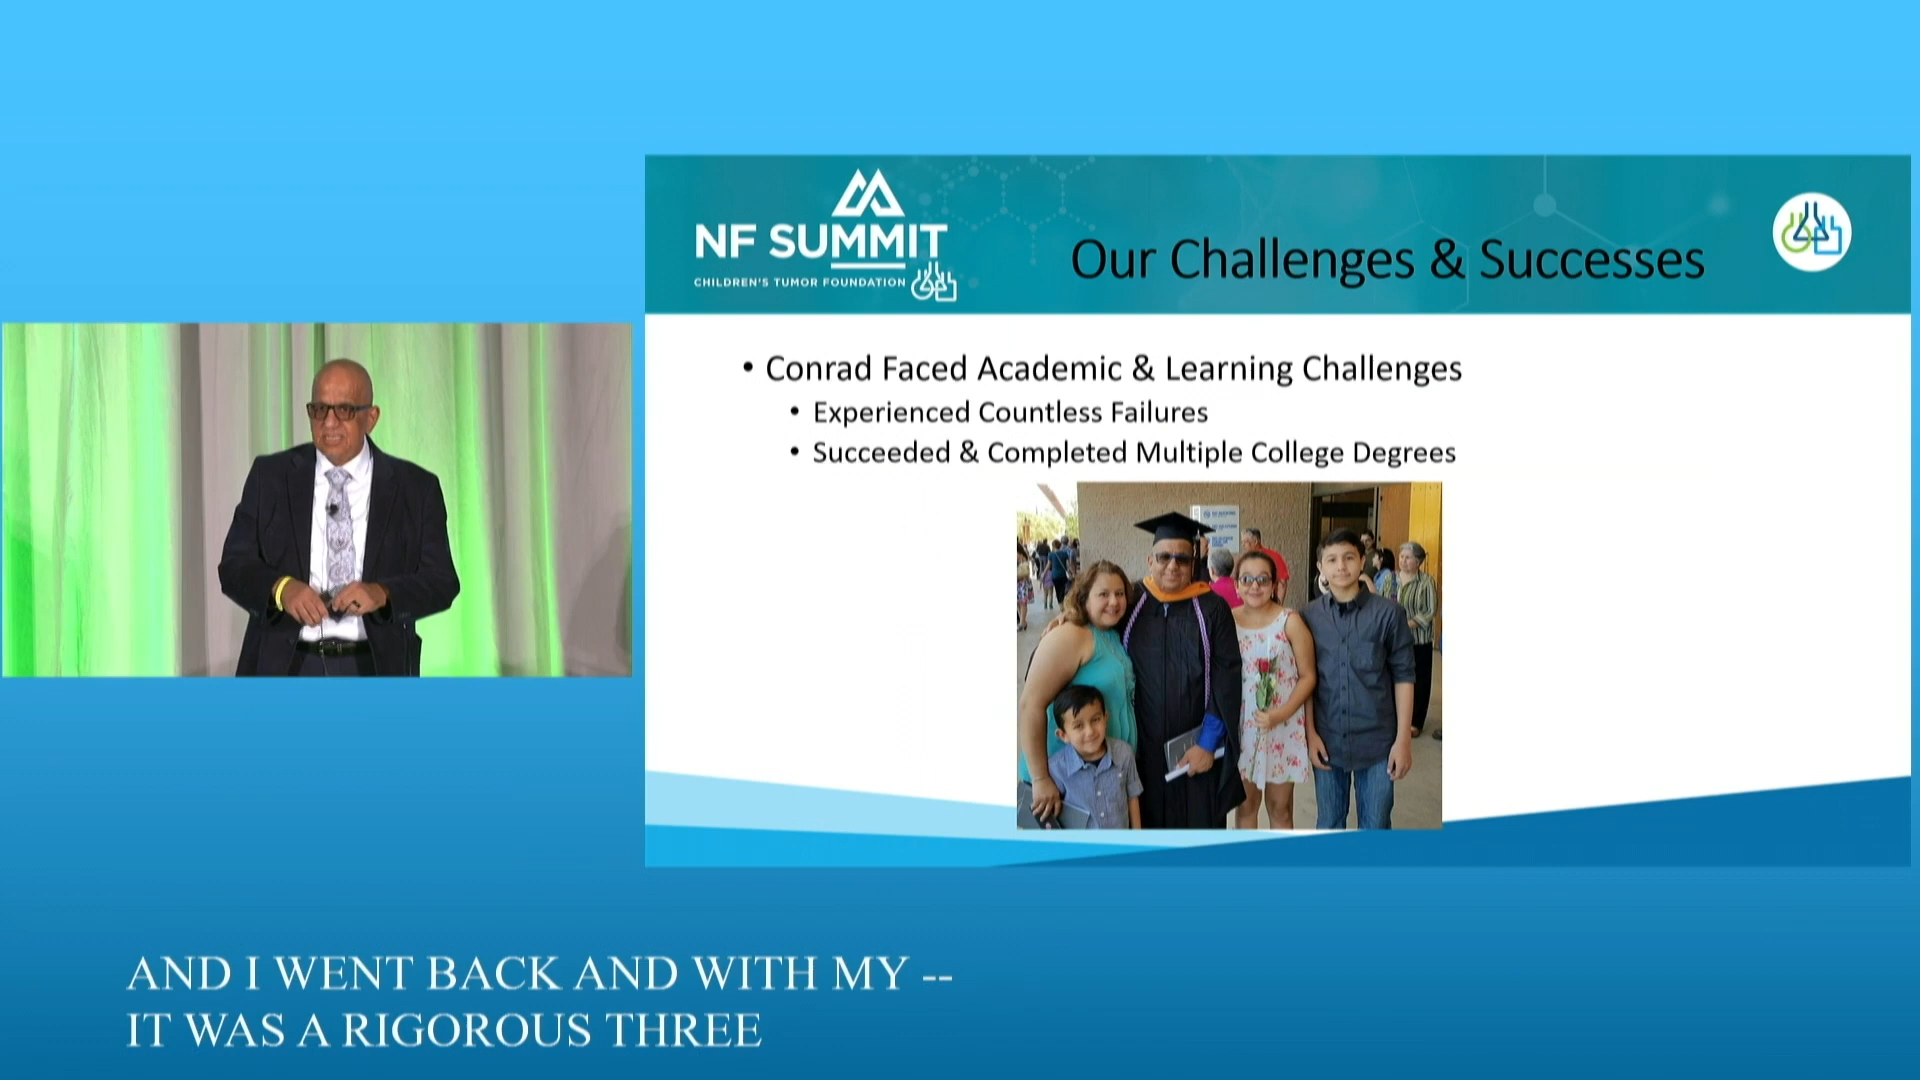 NF SUMMIT
CHILDREN'S TUMOR FOUNDATION
Our Challenges & Successes
• Conrad Faced Academic & Learning Challenges
• Experienced Countless Failures
• Succeeded & Completed Multiple College Degrees
AND I WENT BACK AND WITH MY --
IT WAS A RIGOROUS THREE